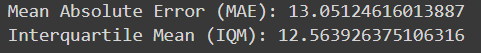 Mean Absolute Error (MAE): 13.05124616013887
Interquartile Mean (IQM): 12.563926375106316